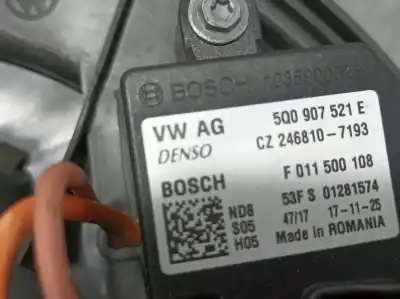 BOSCH
VW AG
5Q0 907 521 E
DENSO
CZ 246810-7193
BOSCH
F 011 500 108
53F S 01281574
ND8
S05
H05
47/17 17-11-25
Made in ROMANIA